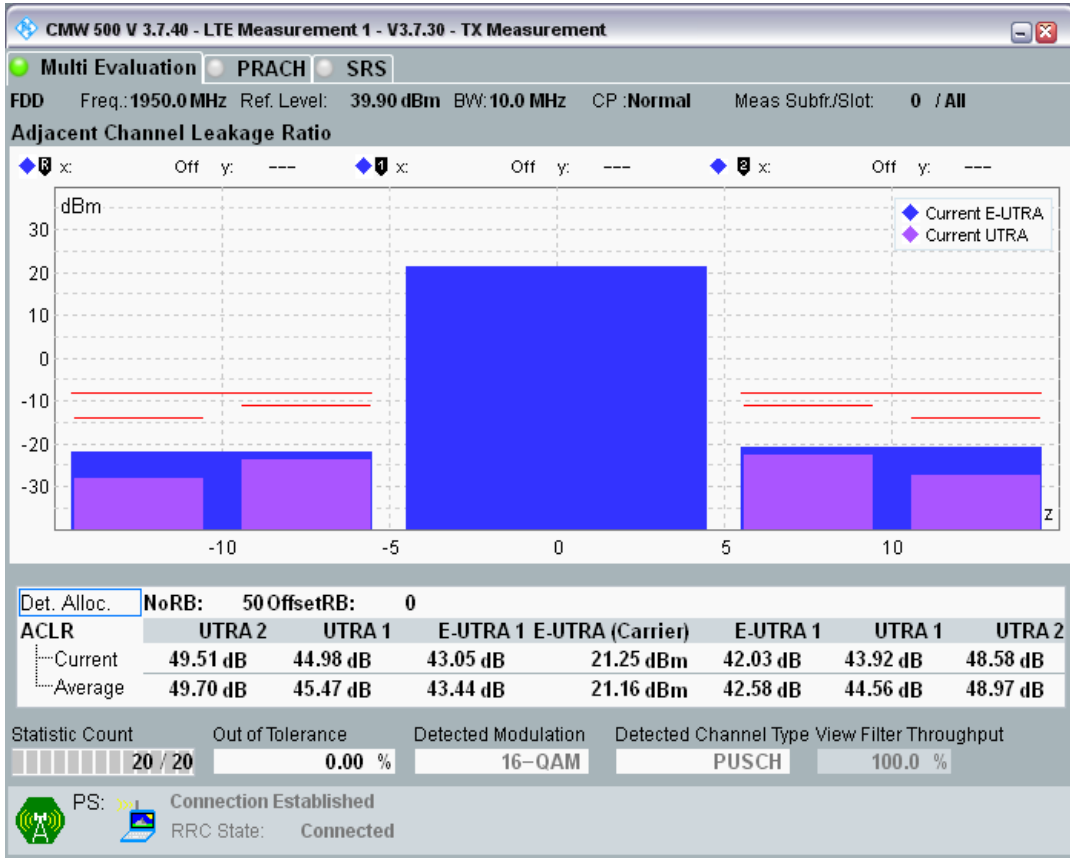 CMW 500 V 3.7.40 - LTE Measurement 1 - V3.7.30 - TX Measurement
Multi Evaluation PRACH SRS
FDD Freq.: 1950.0 MHz Ref. Level: 39.90 dBm BW: 10.0 MHz CP :Normal Meas Subfr./Slot: 0 / All
Adjacent Channel Leakage Ratio
R x: Off y: --- 1 x: Off y: --- 2 x: Off y: ---
dBm
Current E-UTRA
Current UTRA
30
20
10
0
-10
-20
-30
z
-10 -5 0 5 10
Det. Alloc. NoRB: 50 OffsetRB: 0
ACLR UTRA 2 UTRA 1 E-UTRA 1 E-UTRA (Carrier) E-UTRA 1 UTRA 1 UTRA 2
Current 49.51 dB 44.98 dB 43.05 dB 21.25 dBm 42.03 dB 43.92 dB 48.58 dB
Average 49.70 dB 45.47 dB 43.44 dB 21.16 dBm 42.58 dB 44.56 dB 48.97 dB
Statistic Count Out of Tolerance Detected Modulation Detected Channel Type View Filter Throughput
20 / 20 0.00 % 16-QAM PUSCH 100.0 %
PS: Connection Established
RRC State: Connected